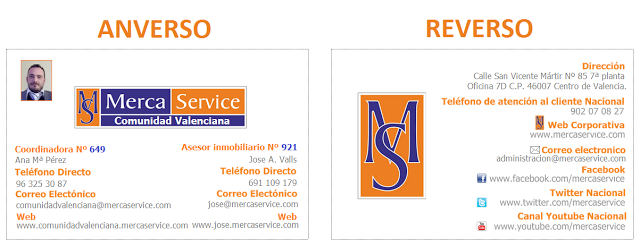 ANVERSO
MS Merca Service
Comunidad Valenciana
Coordinadora Nº 649
Ana Mª Pérez
Teléfono Directo
96 325 30 87
Correo Electónico
comunidadvalenciana@mercaservice.com
Web
www.comunidadvalenciana.mercaservice.com
Asesor inmobiliario Nº 921
Jose A. Valls
Teléfono Directo
691 109 179
Correo Electónico
jose@mercaservice.com
Web
www.jose.mercaservice.com
REVERSO
MS
Dirección
Calle San Vicente Mártir Nº 85 7ª planta
Oficina 7D C.P. 46007 Centro de Valencia.
Teléfono de atención al cliente Nacional
902 07 08 27
Web Corporativa
www.mercaservice.com
Correo electronico
administracion@mercaservice.com
Facebook
www.facebook.com/mercaservice
Twitter Nacional
www.twitter.com/mercaservice
Canal Youtube Nacional
www.youtube.com/mercaservice